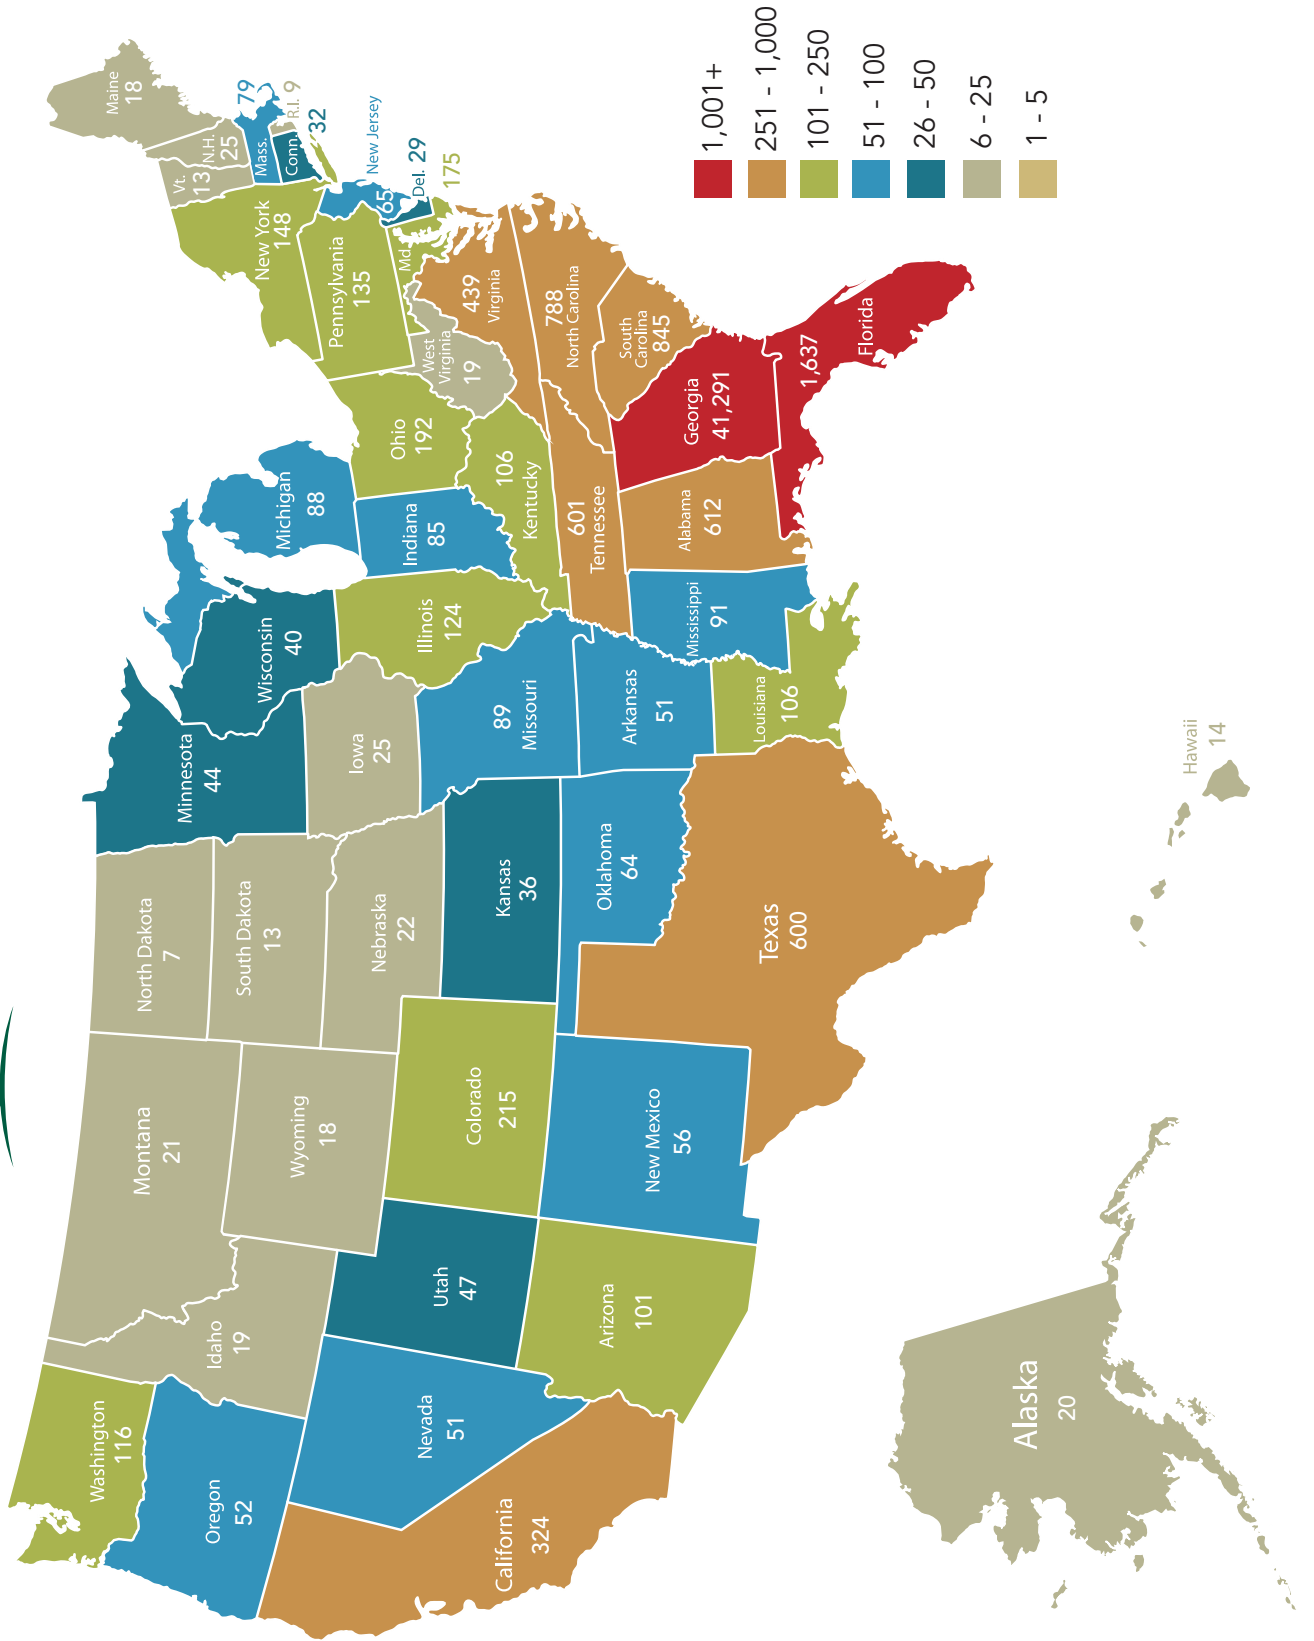 Washington
116
Oregon
52
California
324
Nevada
51
Idaho
19
Montana
21
Wyoming
18
Utah
47
Arizona
101
Colorado
215
New Mexico
56
North Dakota
7
South Dakota
13
Nebraska
22
Kansas
36
Oklahoma
64
Texas
600
Minnesota
44
Iowa
25
89
Missouri
Arkansas
51
Louisiana
106
Wisconsin
40
Illinois
124
Michigan
88
Indiana
85
Ohio
192
106
Kentucky
601
Tennessee
Mississippi
91
Alabama
612
Georgia
41,291
1,637
Florida
South
Carolina
845
788
North Carolina
439
Virginia
West
Virginia
19
Pennsylvania
135
New York
148
Vt.
13
N.H.
25
Maine
18
Mass.
79
R.I. 9
Conn.
32
New Jersey
65
Del. 29
Md.
175
Alaska
20
Hawaii
14
1,001+
251 - 1,000
101 - 250
51 - 100
26 - 50
6 - 25
1 - 5